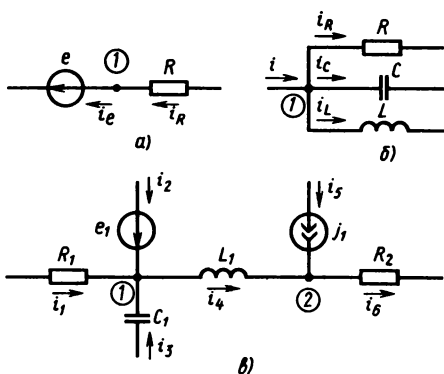 e ① R
i_e i_R
а)
i_R R
i i_C C
① i_L L
б)
i_2 i_5
e_1 j_1
R_1 L_1 R_2
i_1 ① i_4 ② i_6
C_1
i_3
в)